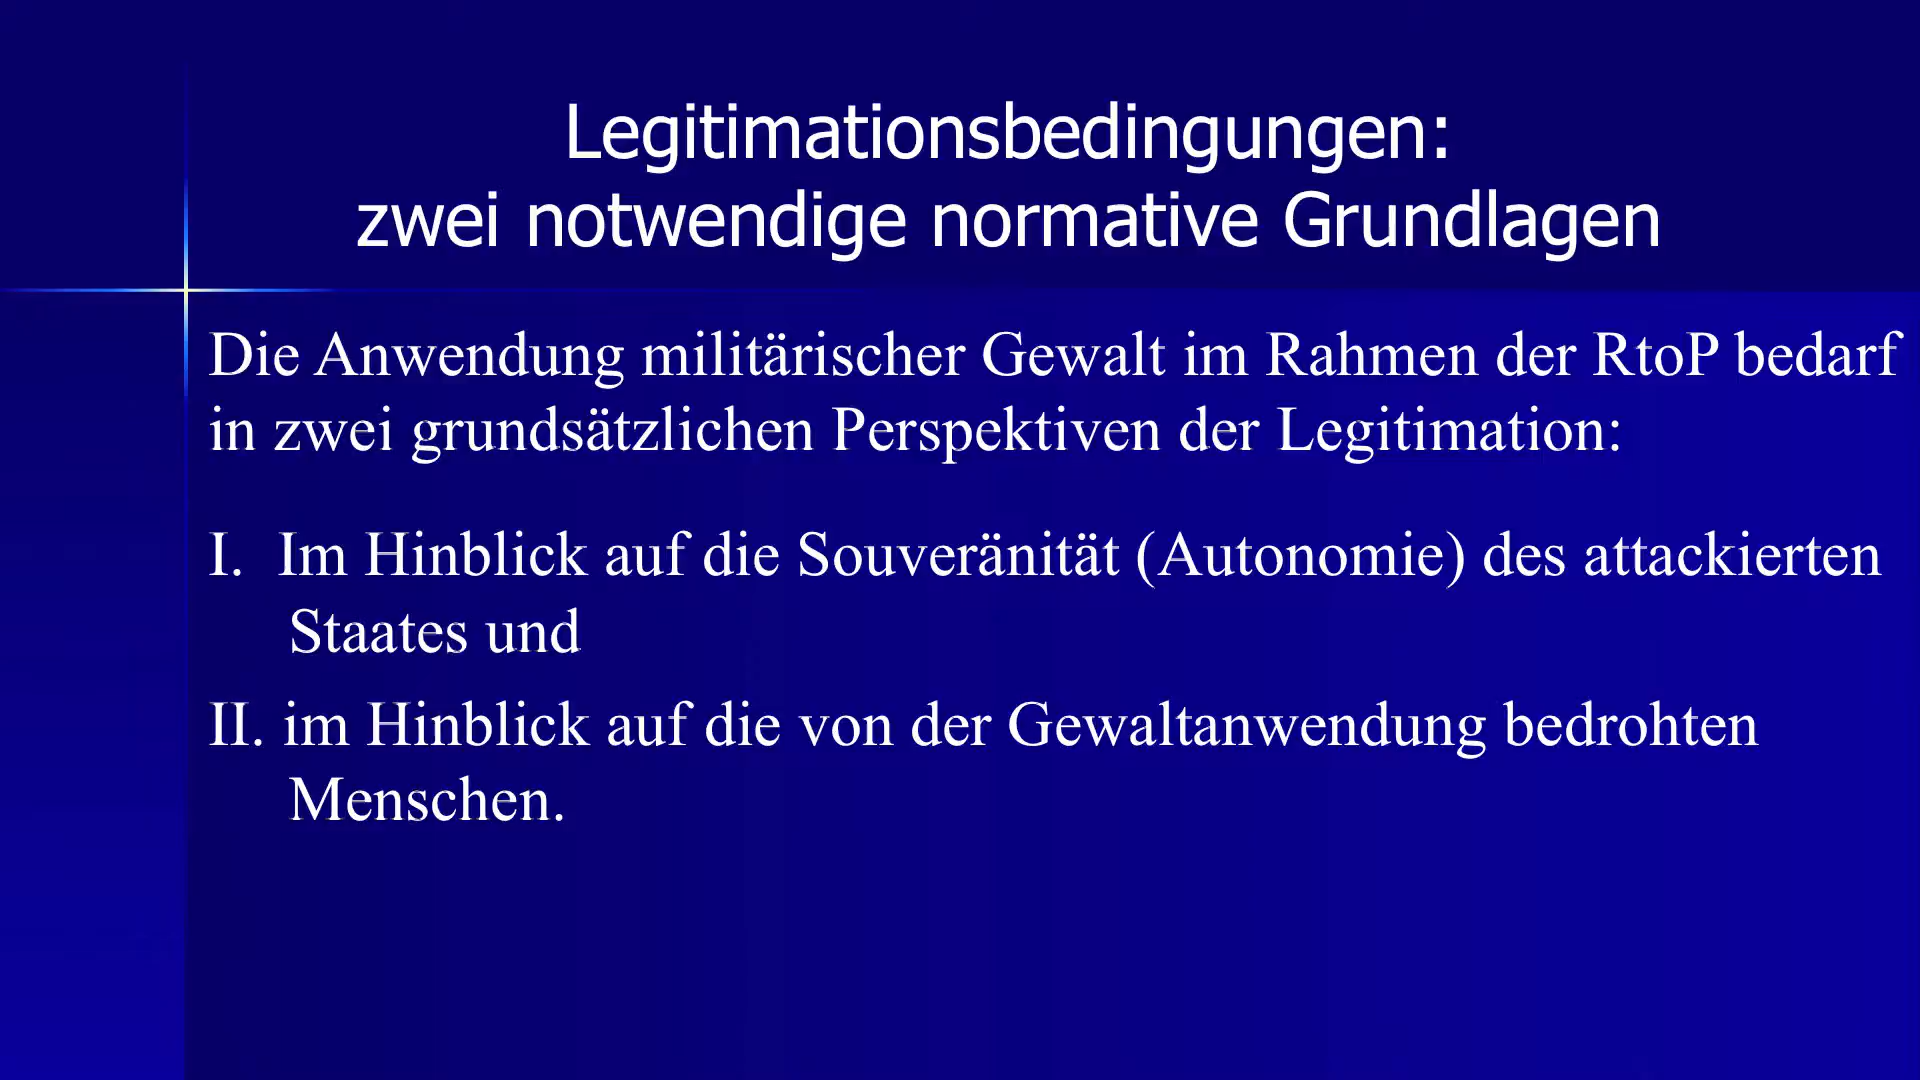 Legitimationsbedingungen:
zwei notwendige normative Grundlagen
Die Anwendung militärischer Gewalt im Rahmen der RtoP bedarf
in zwei grundsätzlichen Perspektiven der Legitimation:
I. Im Hinblick auf die Souveränität (Autonomie) des attackierten
Staates und
II. im Hinblick auf die von der Gewaltanwendung bedrohten
Menschen.